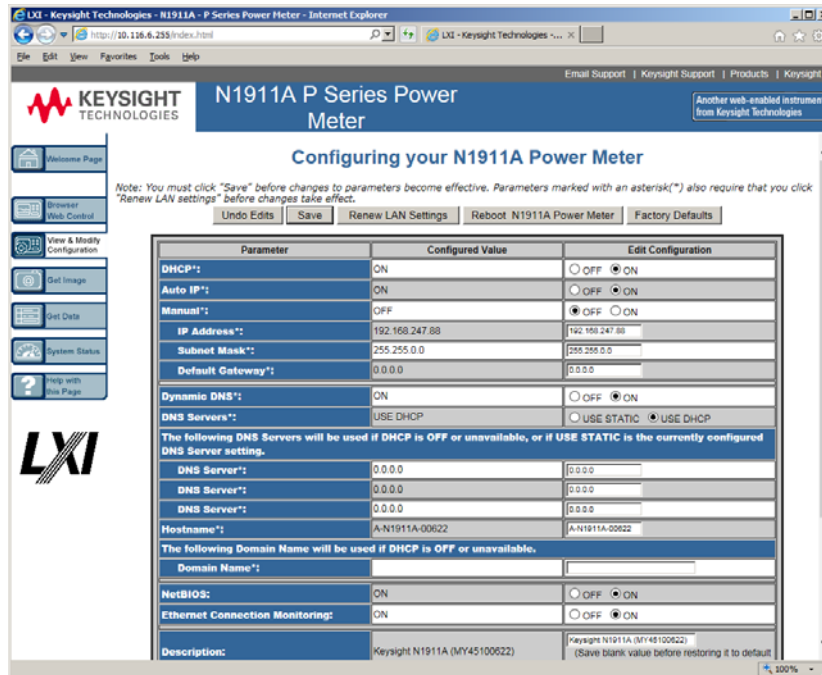 LXI - Keysight Technologies - N1911A - P Series Power Meter - Internet Explorer
http://10.116.6.255/index.html
LXI - Keysight Technologies -...
File Edit View Favorites Tools Help
Email Support | Keysight Support | Products | Keysight
KEYSIGHT
TECHNOLOGIES
N1911A P Series Power
Meter
Another web-enabled instrument
from Keysight Technologies
Welcome Page
Browser
Web Control
View & Modify
Configuration
Get Image
Get Data
System Status
Help with
this Page
LXI
Configuring your N1911A Power Meter
Note: You must click "Save" before changes to parameters become effective. Parameters marked with an asterisk(*) also require that you click
"Renew LAN settings" before changes take effect.
Undo Edits Save Renew LAN Settings Reboot N1911A Power Meter Factory Defaults
Parameter Configured Value Edit Configuration
DHCP*: ON OFF ON
Auto IP*: ON OFF ON
Manual*: OFF OFF ON
IP Address*: 192.168.247.88 192.168.247.88
Subnet Mask*: 255.255.0.0 255.255.0.0
Default Gateway*: 0.0.0.0 0.0.0.0
Dynamic DNS*: ON OFF ON
DNS Servers*: USE DHCP USE STATIC USE DHCP
The following DNS Servers will be used if DHCP is OFF or unavailable, or if USE STATIC is the currently configured
DNS Server setting.
DNS Server*: 0.0.0.0 0.0.0.0
DNS Server*: 0.0.0.0 0.0.0.0
DNS Server*: 0.0.0.0 0.0.0.0
Hostname*: A-N1911A-00622 A-N1911A-00622
The following Domain Name will be used if DHCP is OFF or unavailable.
Domain Name*:
NetBIOS: ON OFF ON
Ethernet Connection Monitoring: ON OFF ON
Description: Keysight N1911A (MY45100622) Keysight N1911A (MY45100622)
(Save blank value before restoring it to default
100%